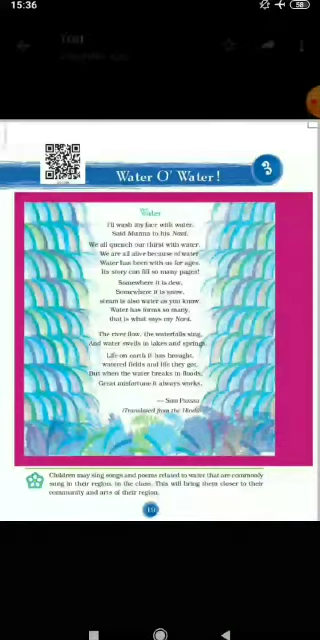 15:36
58
Water O' Water!
3
Water
I'll wash my face with water,
Said Munna to his Nani.
We all quench our thirst with water.
We are all alive because of water
Water has been with us for ages.
Its story can fill so many pages!
Somewhere it is dew,
Somewhere it is snow,
steam is also water as you know
Water has forms so many,
that is what says my Nani.
The river flow, the waterfalls sing,
And water swells in lakes and springs
Life on earth it has brought,
watered fields and life they get,
But when the water breaks in floods,
Great misfortune it always works.
(Translated from the Hindi)
Children may sing songs and poems related to water that are commonly
sung in their region, in the class. This will bring them closer to their
community and arts of their region.
19